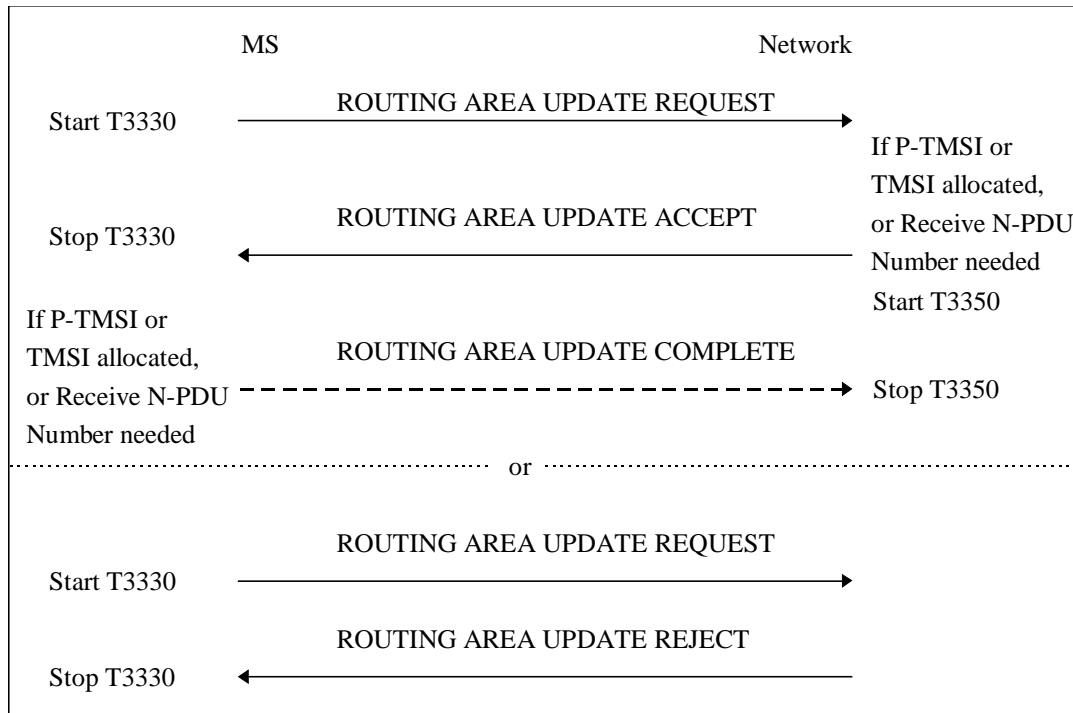 MS Network
ROUTING AREA UPDATE REQUEST
Start T3330
If P-TMSI or
TMSI allocated,
or Receive N-PDU
Number needed
Start T3350
ROUTING AREA UPDATE ACCEPT
Stop T3330
If P-TMSI or
TMSI allocated,
or Receive N-PDU
Number needed
ROUTING AREA UPDATE COMPLETE
Stop T3350
or
ROUTING AREA UPDATE REQUEST
Start T3330
ROUTING AREA UPDATE REJECT
Stop T3330